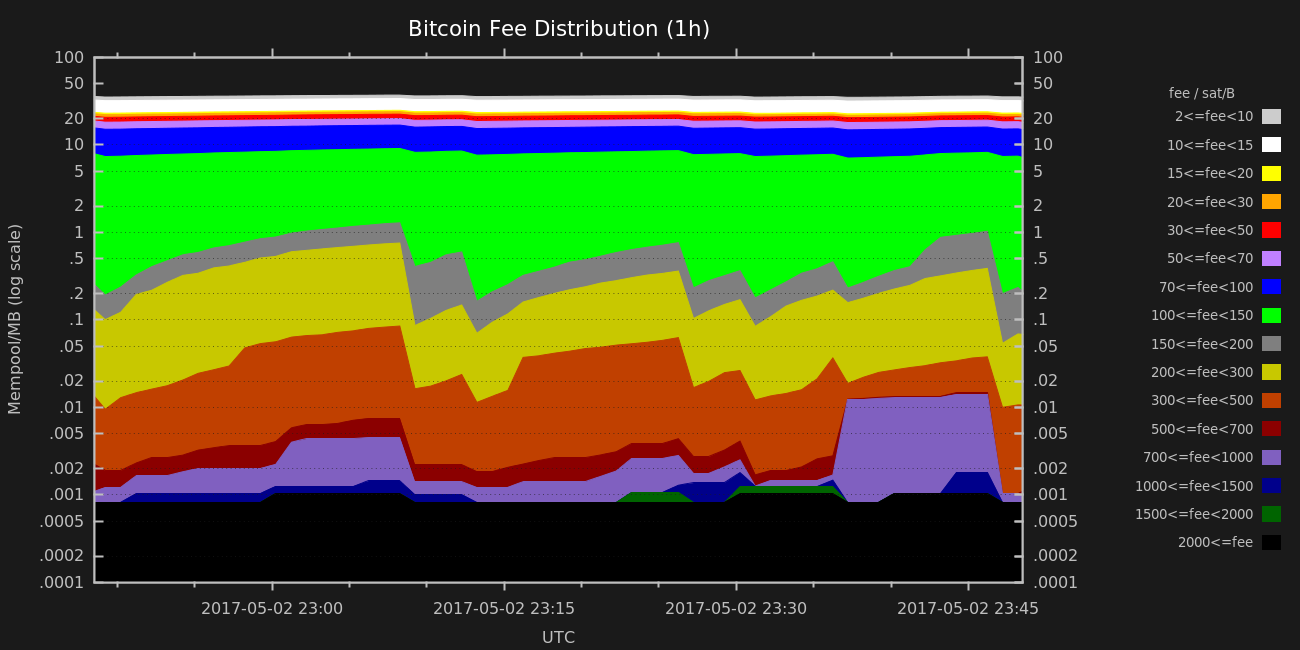 Bitcoin Fee Distribution (1h)
100 100
50 50
20 20
10 10
5 5
2 2
1 1
.5 .5
.2 .2
.1 .1
.05 .05
.02 .02
.01 .01
.005 .005
.002 .002
.001 .001
.0005 .0005
.0002 .0002
.0001 .0001
Mempool/MB (log scale)
2017-05-02 23:00 2017-05-02 23:15 2017-05-02 23:30 2017-05-02 23:45
UTC
fee / sat/B
2<=fee<10
10<=fee<15
15<=fee<20
20<=fee<30
30<=fee<50
50<=fee<70
70<=fee<100
100<=fee<150
150<=fee<200
200<=fee<300
300<=fee<500
500<=fee<700
700<=fee<1000
1000<=fee<1500
1500<=fee<2000
2000<=fee